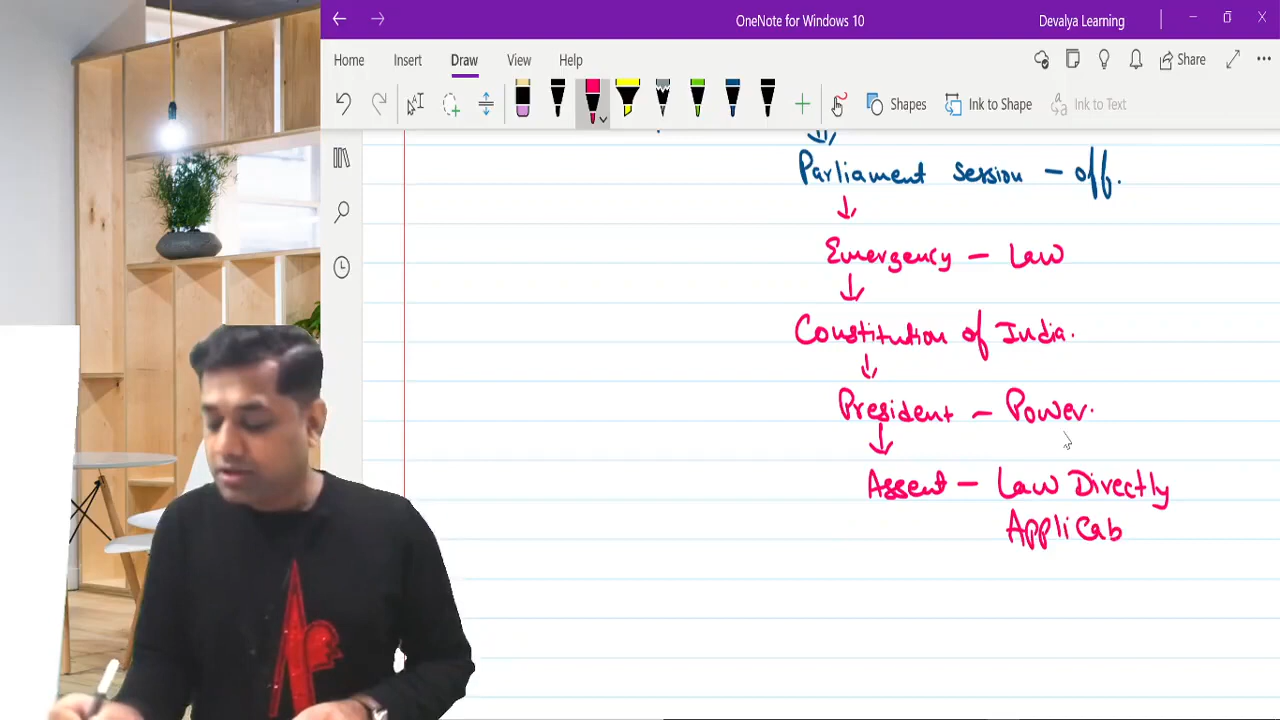 OneNote for Windows 10
Devalya Learning
Home Insert Draw View Help
Share
Shapes
Ink to Shape
Ink to Text
Parliament session - off.
Emergency - Law
Constitution of India.
President - Power.
Assent - Law Directly
Applicab